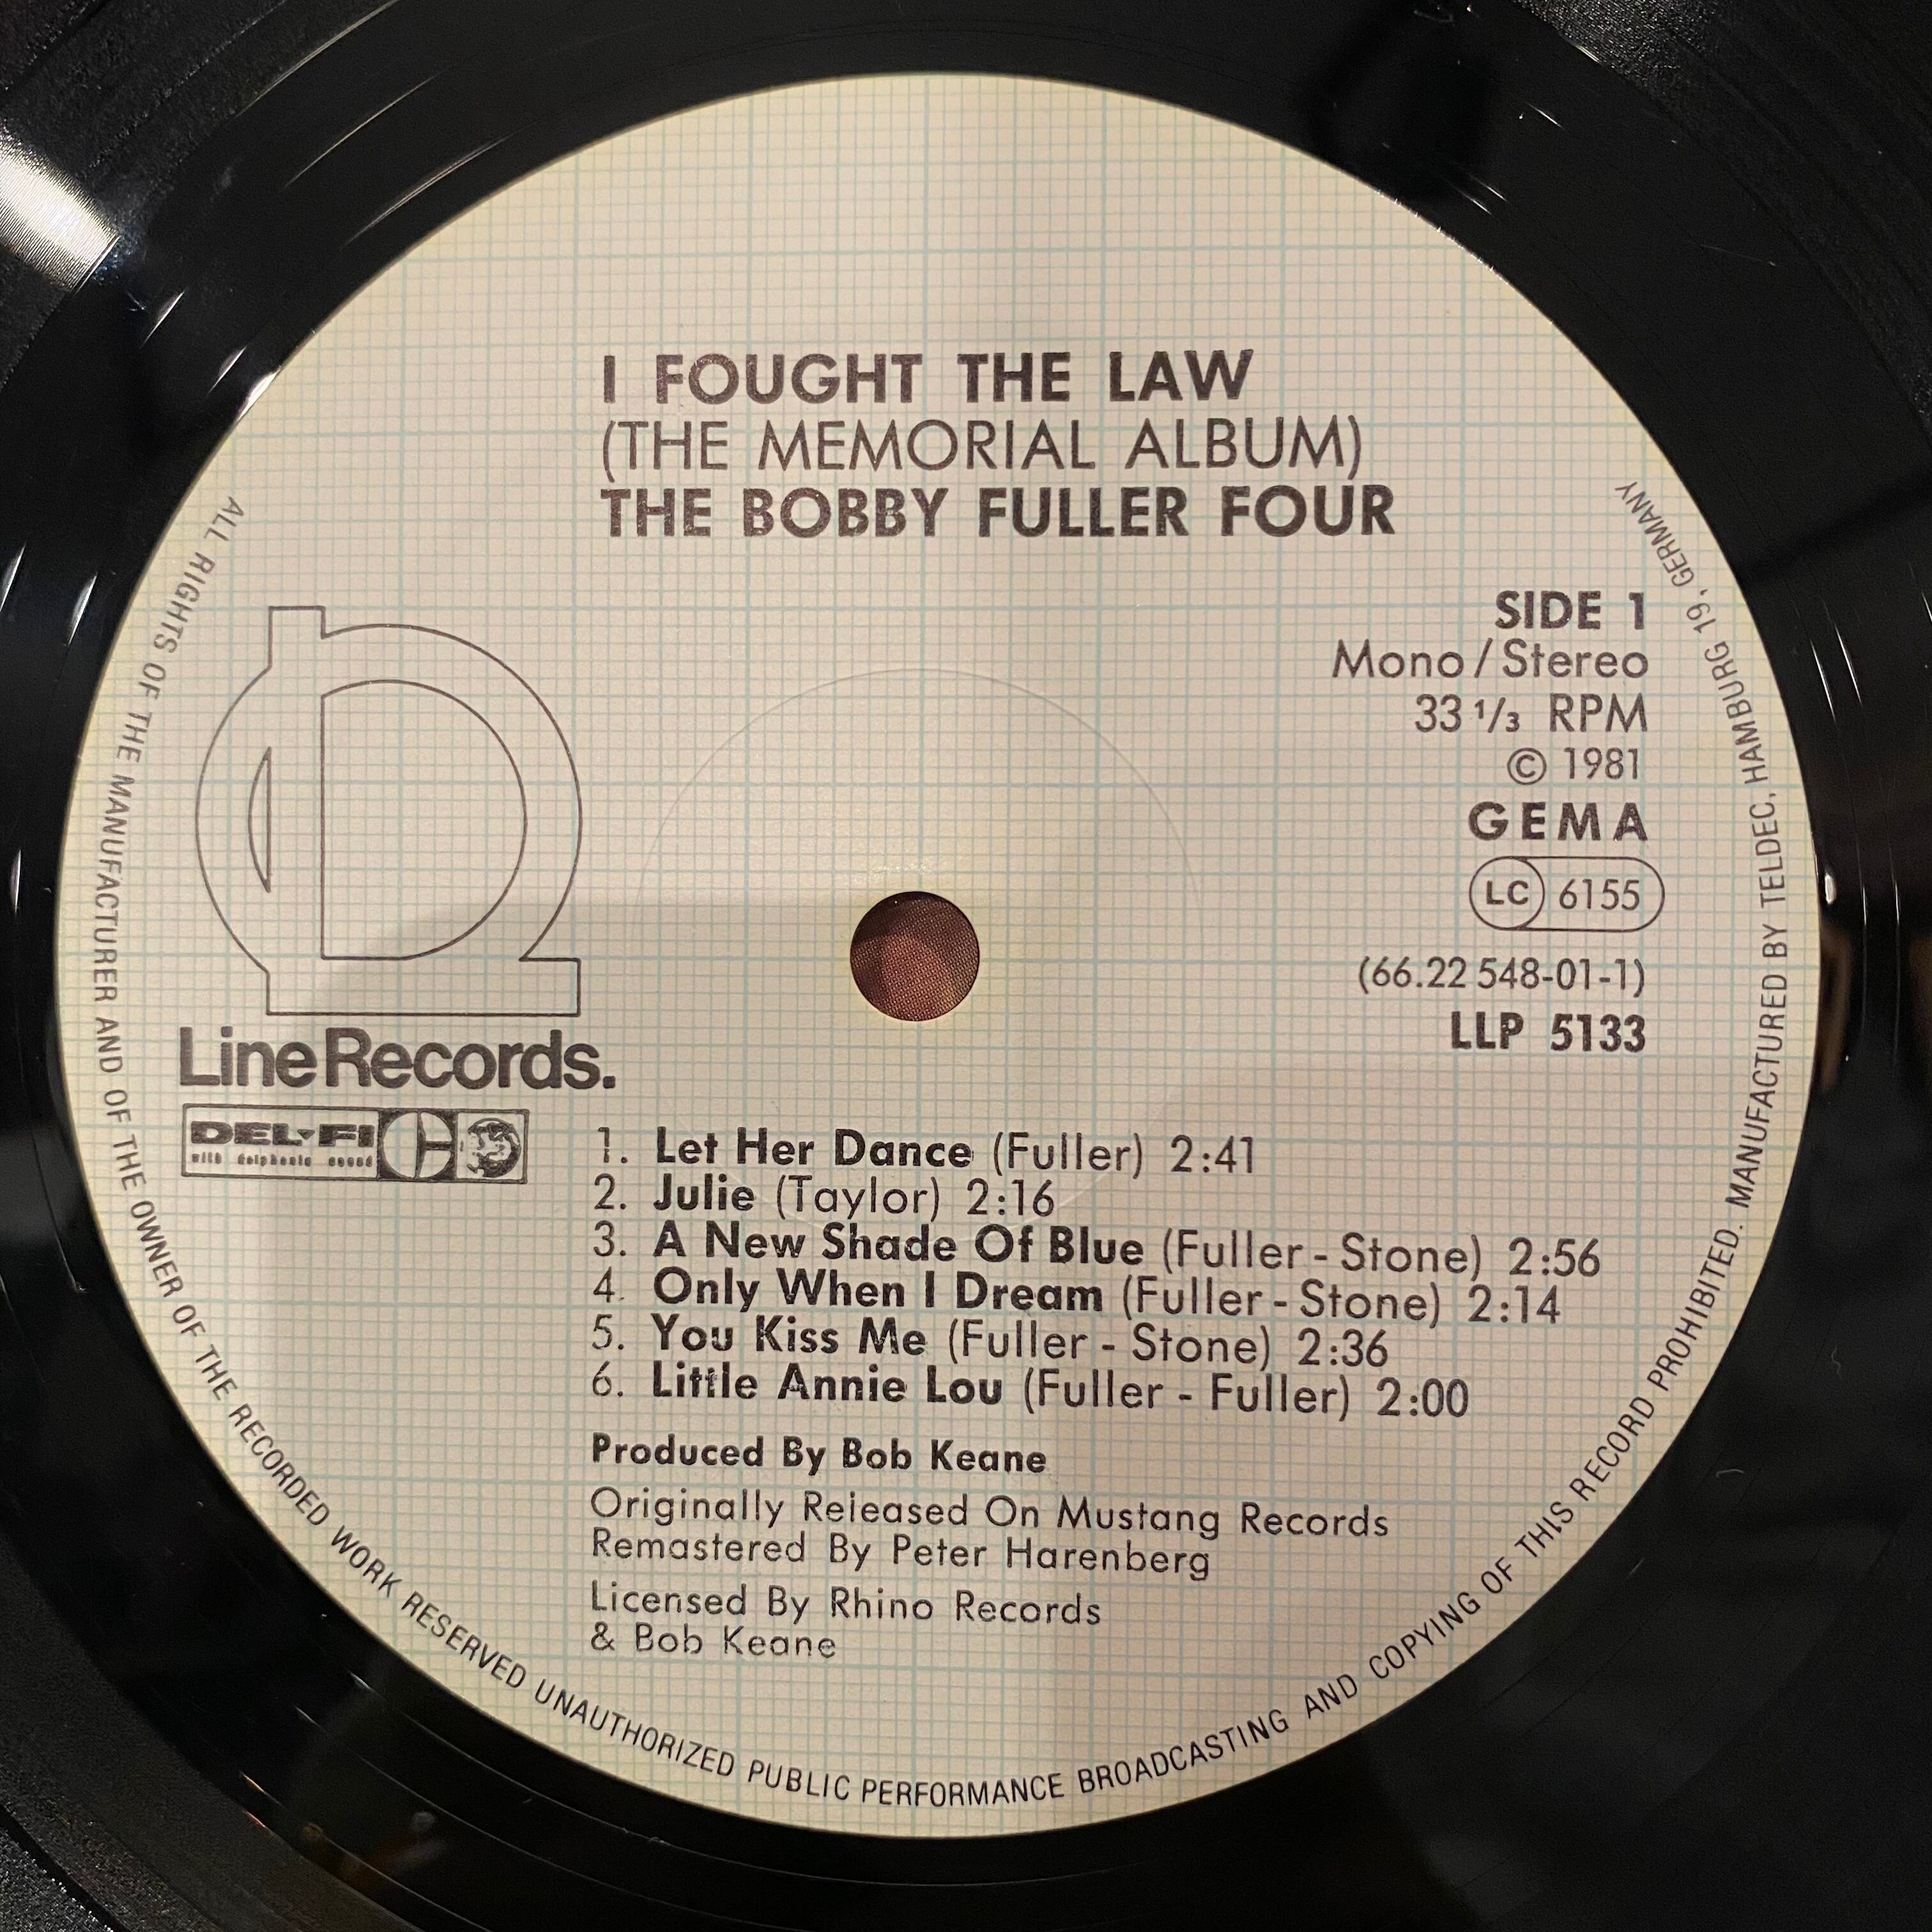 I FOUGHT THE LAW
(THE MEMORIAL ALBUM)
THE BOBBY FULLER FOUR
SIDE 1
Mono/Stereo
33 1/3 RPM
© 1981
GEMA
LC 6155
(66.22 548-01-1)
LLP 5133
Line Records.
DEL-FI
with delphonic sound
1. Let Her Dance (Fuller) 2:41
2. Julie (Taylor) 2:16
3. A New Shade Of Blue (Fuller - Stone) 2:56
4. Only When I Dream (Fuller - Stone) 2:14
5. You Kiss Me (Fuller - Stone) 2:36
6. Little Annie Lou (Fuller - Fuller) 2:00
Produced By Bob Keane
Originally Released On Mustang Records
Remastered By Peter Harenberg
Licensed By Rhino Records
& Bob Keane
ALL RIGHTS OF THE MANUFACTURER AND OF THE OWNER OF THE RECORDED WORK RESERVED UNAUTHORIZED PUBLIC PERFORMANCE BROADCASTING AND COPYING OF THIS RECORD PROHIBITED. MANUFACTURED BY TELDEC, HAMBURG 19, GERMANY